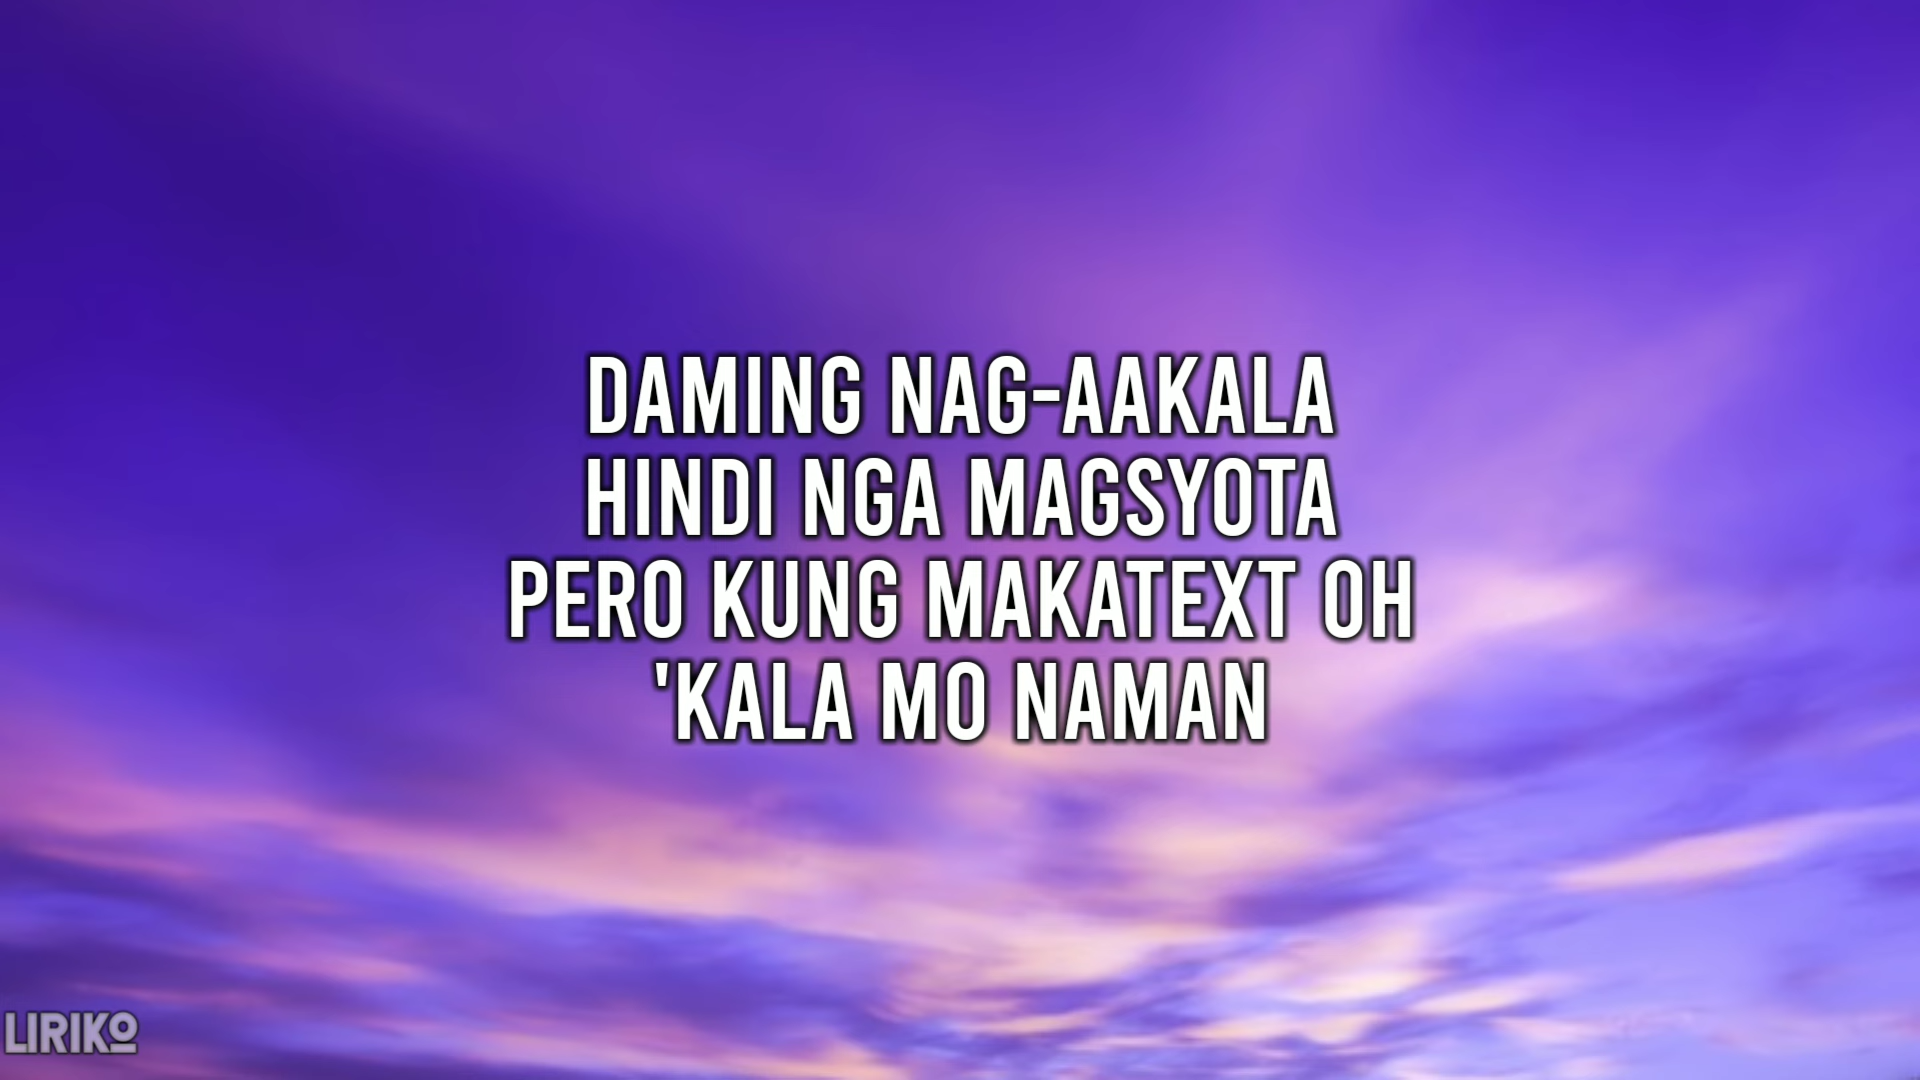 DAMING NAG-AAKALA
HINDI NGA MAGSYOTA
PERO KUNG MAKATEXT OH
'KALA MO NAMAN
LIRIKO